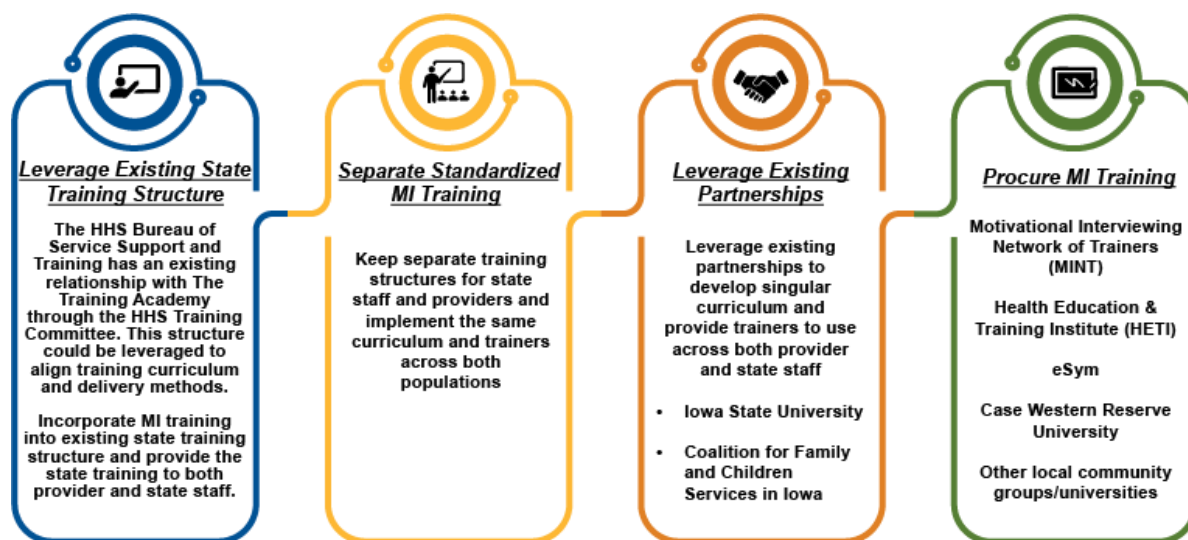 Leverage Existing State
Training Structure
The HHS Bureau of
Service Support and
Training has an existing
relationship with The
Training Academy
through the HHS Training
Committee. This structure
could be leveraged to
align training curriculum
and delivery methods.
Incorporate MI training
into existing state training
structure and provide the
state training to both
provider and state staff.
Separate Standardized
MI Training
Keep separate training
structures for state
staff and providers and
implement the same
curriculum and trainers
across both
populations
Leverage Existing
Partnerships
Leverage existing
partnerships to
develop singular
curriculum and
provide trainers to use
across both provider
and state staff
• Iowa State University
• Coalition for Family
and Children
Services in Iowa
Procure MI Training
Motivational Interviewing
Network of Trainers
(MINT)
Health Education &
Training Institute (HETI)
eSym
Case Western Reserve
University
Other local community
groups/universities